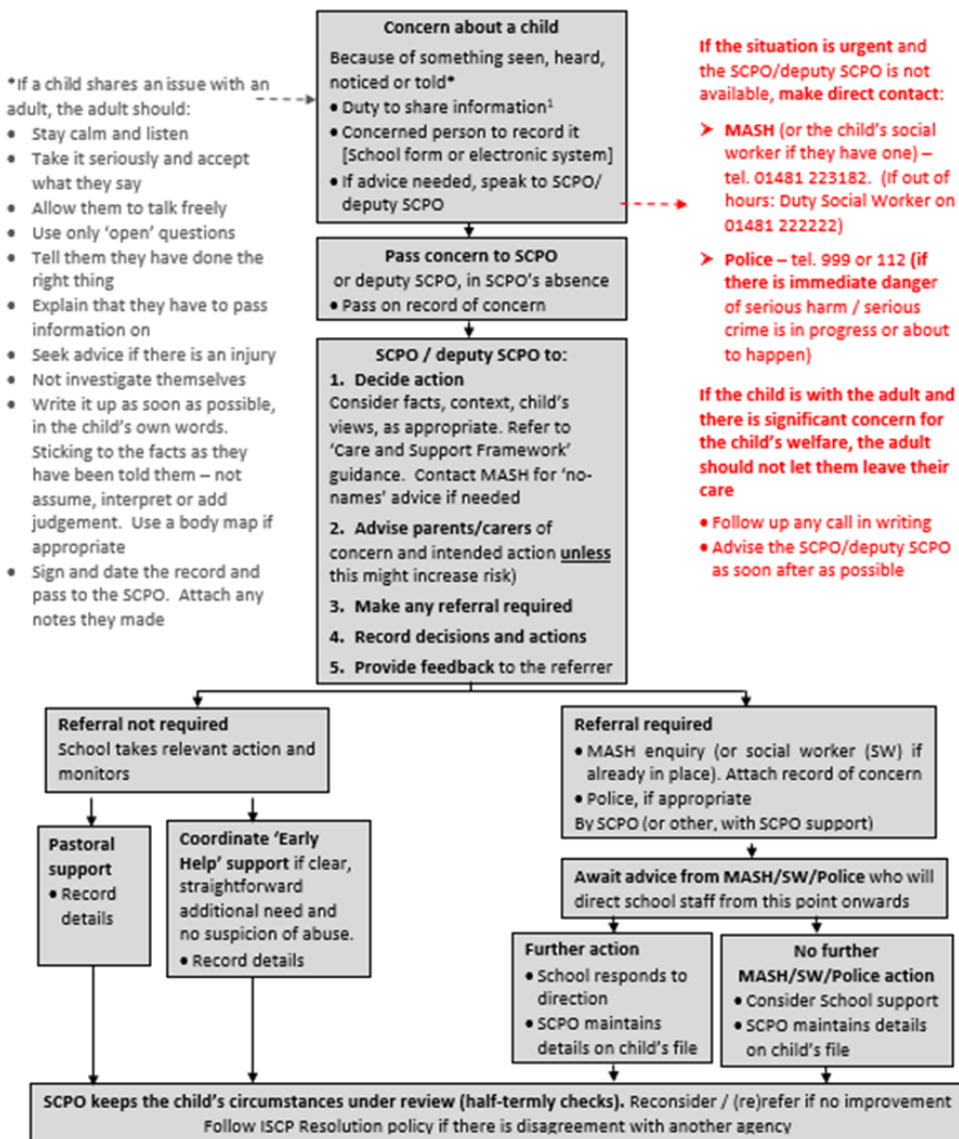 Concern about a child
Because of something seen, heard,
noticed or told*
• Duty to share information¹
• Concerned person to record it
[School form or electronic system]
• If advice needed, speak to SCPO/
deputy SCPO
*If a child shares an issue with an
adult, the adult should:
• Stay calm and listen
• Take it seriously and accept
what they say
• Allow them to talk freely
• Use only ‘open’ questions
• Tell them they have done the
right thing
• Explain that they have to pass
information on
• Seek advice if there is an injury
• Not investigate themselves
• Write it up as soon as possible,
in the child’s own words.
Sticking to the facts as they
have been told them – not
assume, interpret or add
judgement. Use a body map if
appropriate
• Sign and date the record and
pass to the SCPO. Attach any
notes they made
If the situation is urgent and
the SCPO/deputy SCPO is not
available, make direct contact:
➤ MASH (or the child’s social
worker if they have one) –
tel. 01481 223182. (If out of
hours: Duty Social Worker on
01481 222222)
➤ Police – tel. 999 or 112 (if
there is immediate danger
of serious harm / serious
crime is in progress or about
to happen)
If the child is with the adult and
there is significant concern for
the child’s welfare, the adult
should not let them leave their
care
• Follow up any call in writing
• Advise the SCPO/deputy SCPO
as soon after as possible
Pass concern to SCPO
or deputy SCPO, in SCPO’s absence
• Pass on record of concern
SCPO / deputy SCPO to:
1. Decide action
Consider facts, context, child’s
views, as appropriate. Refer to
‘Care and Support Framework’
guidance. Contact MASH for ‘no-
names’ advice if needed
2. Advise parents/carers of
concern and intended action unless
this might increase risk)
3. Make any referral required
4. Record decisions and actions
5. Provide feedback to the referrer
Referral not required
School takes relevant action and
monitors
Pastoral
support
• Record
details
Coordinate ‘Early
Help’ support if clear,
straightforward
additional need and
no suspicion of abuse.
• Record details
Referral required
• MASH enquiry (or social worker (SW) if
already in place). Attach record of concern
• Police, if appropriate
By SCPO (or other, with SCPO support)
Await advice from MASH/SW/Police who will
direct school staff from this point onwards
Further action
• School responds to
direction
• SCPO maintains
details on child’s file
No further
MASH/SW/Police action
• Consider School support
• SCPO maintains details
on child’s file
SCPO keeps the child’s circumstances under review (half-termly checks). Reconsider / (re)refer if no improvement
Follow ISCP Resolution policy if there is disagreement with another agency